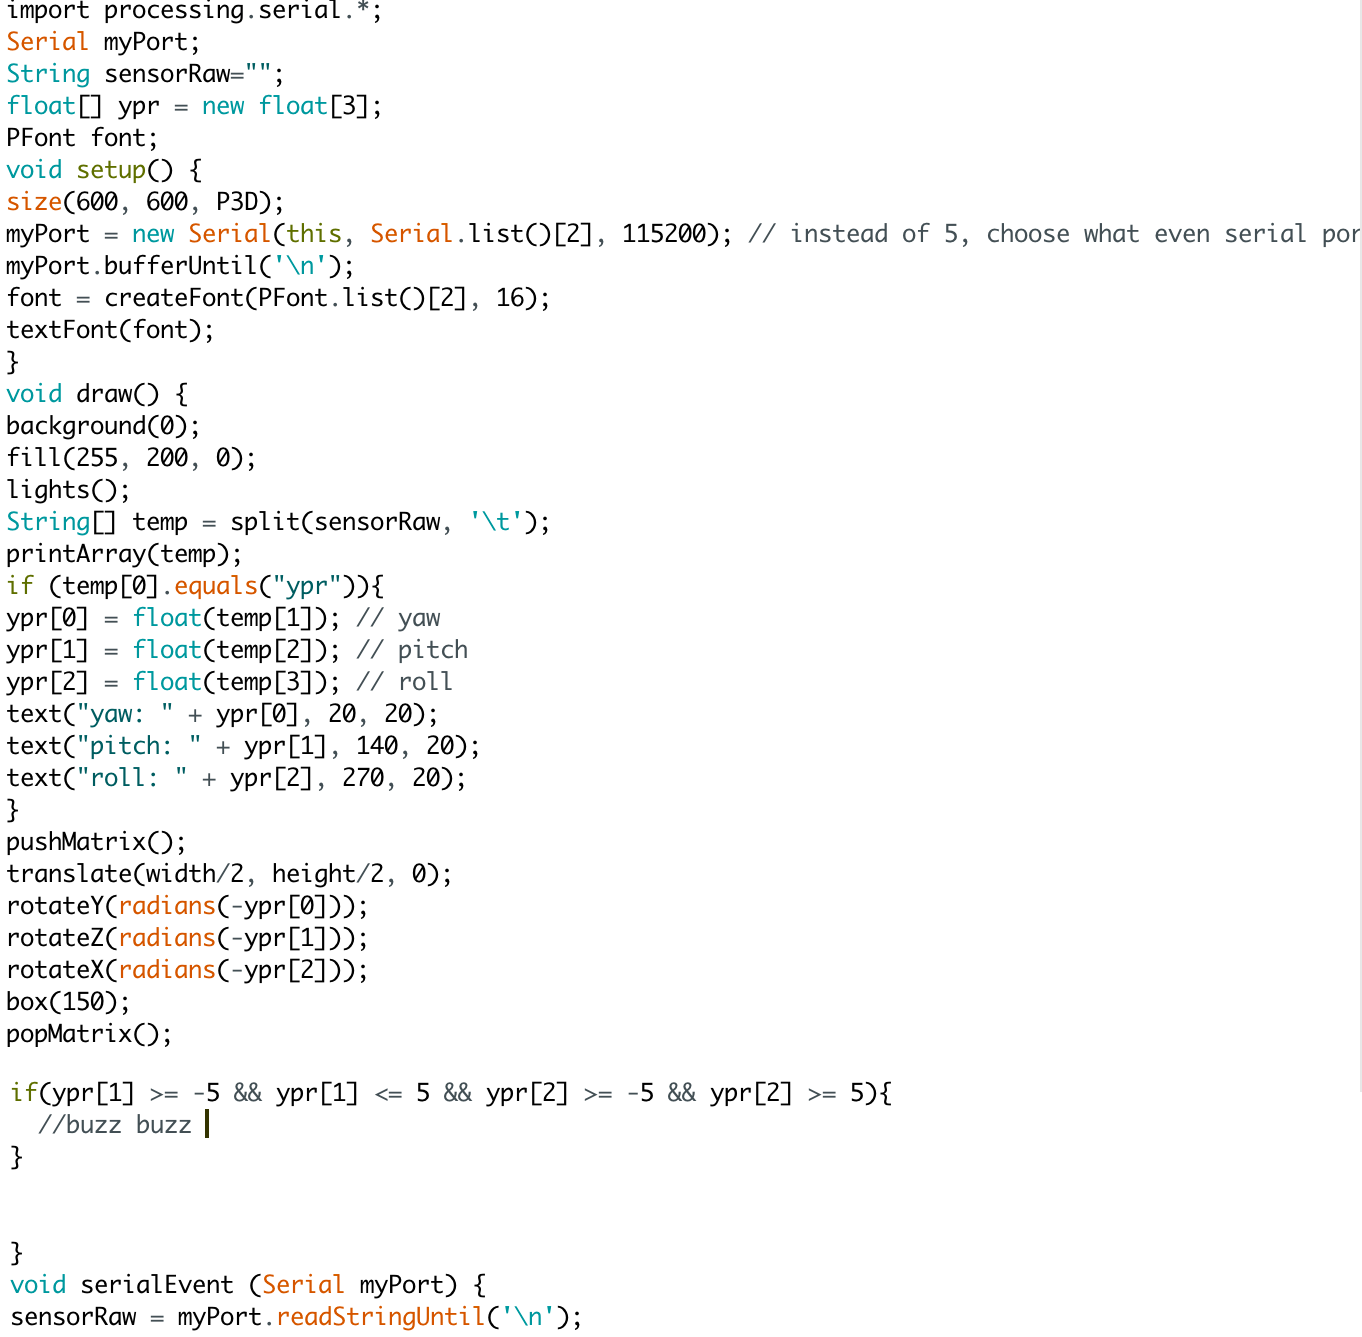 import processing.serial.*;
Serial myPort;
String sensorRaw="";
float[] ypr = new float[3];
PFont font;
void setup() {
size(600, 600, P3D);
myPort = new Serial(this, Serial.list()[2], 115200); // instead of 5, choose what even serial por
myPort.bufferUntil('\n');
font = createFont(PFont.list()[2], 16);
textFont(font);
}
void draw() {
background(0);
fill(255, 200, 0);
lights();
String[] temp = split(sensorRaw, '\t');
printArray(temp);
if (temp[0].equals("ypr")){
ypr[0] = float(temp[1]); // yaw
ypr[1] = float(temp[2]); // pitch
ypr[2] = float(temp[3]); // roll
text("yaw: " + ypr[0], 20, 20);
text("pitch: " + ypr[1], 140, 20);
text("roll: " + ypr[2], 270, 20);
}
pushMatrix();
translate(width/2, height/2, 0);
rotateY(radians(-ypr[0]));
rotateZ(radians(-ypr[1]));
rotateX(radians(-ypr[2]));
box(150);
popMatrix();
if(ypr[1] >= -5 && ypr[1] <= 5 && ypr[2] >= -5 && ypr[2] >= 5){
  //buzz buzz
}
}
void serialEvent (Serial myPort) {
sensorRaw = myPort.readStringUntil('\n');